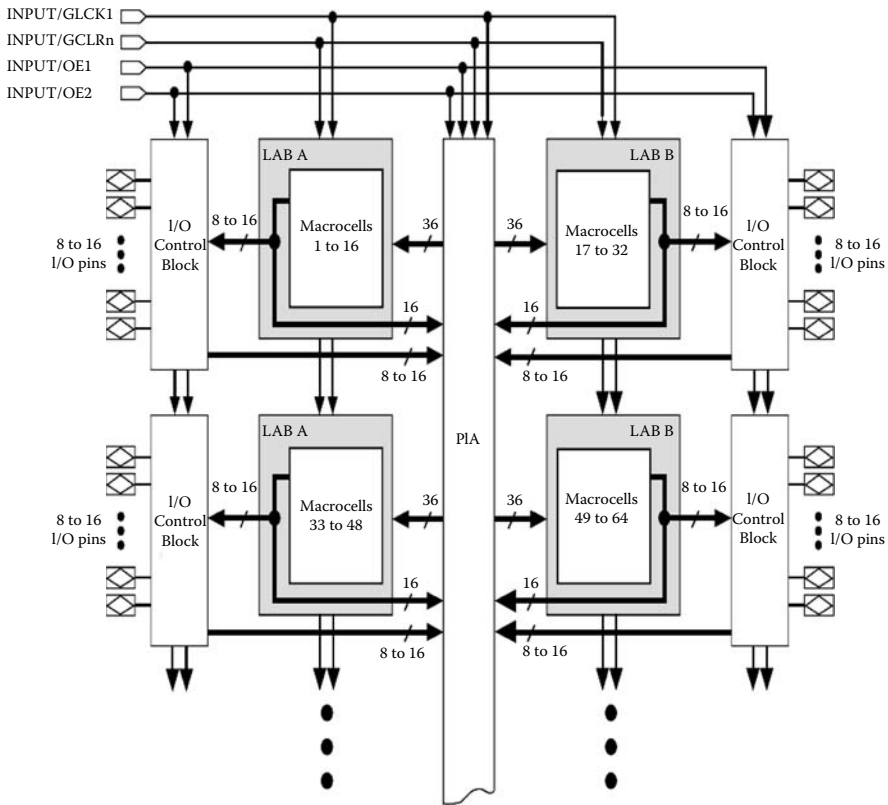 INPUT/GLCK1
INPUT/GCLRn
INPUT/OE1
INPUT/OE2
LAB A
LAB B
8 to 16
I/O pins
I/O
Control
Block
8 to 16
Macrocells
1 to 16
36
36
Macrocells
17 to 32
8 to 16
I/O
Control
Block
8 to 16
I/O pins
16
16
8 to 16
8 to 16
PIA
LAB A
LAB B
8 to 16
I/O pins
I/O
Control
Block
8 to 16
Macrocells
33 to 48
36
36
Macrocells
49 to 64
8 to 16
I/O
Control
Block
8 to 16
I/O pins
16
16
8 to 16
8 to 16